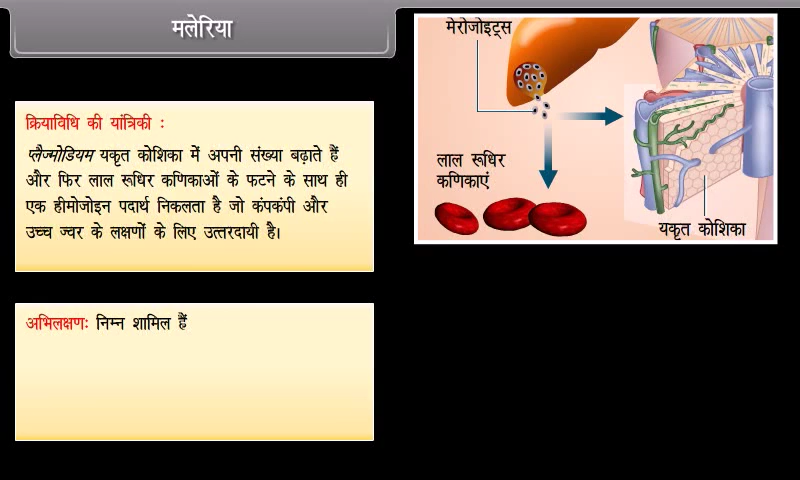 मलेरिया
क्रियाविधि की यांत्रिकी :
प्लैज्मोडियम यकृत कोशिका में अपनी संख्या बढ़ाते हैं
और फिर लाल रूधिर कणिकाओं के फटने के साथ ही
एक हीमोजोइन पदार्थ निकलता है जो कंपकंपी और
उच्च ज्वर के लक्षणों के लिए उत्तरदायी है।
अभिलक्षणः निम्न शामिल हैं
मेरोजोइट्स
लाल रूधिर
कणिकाएं
यकृत कोशिका